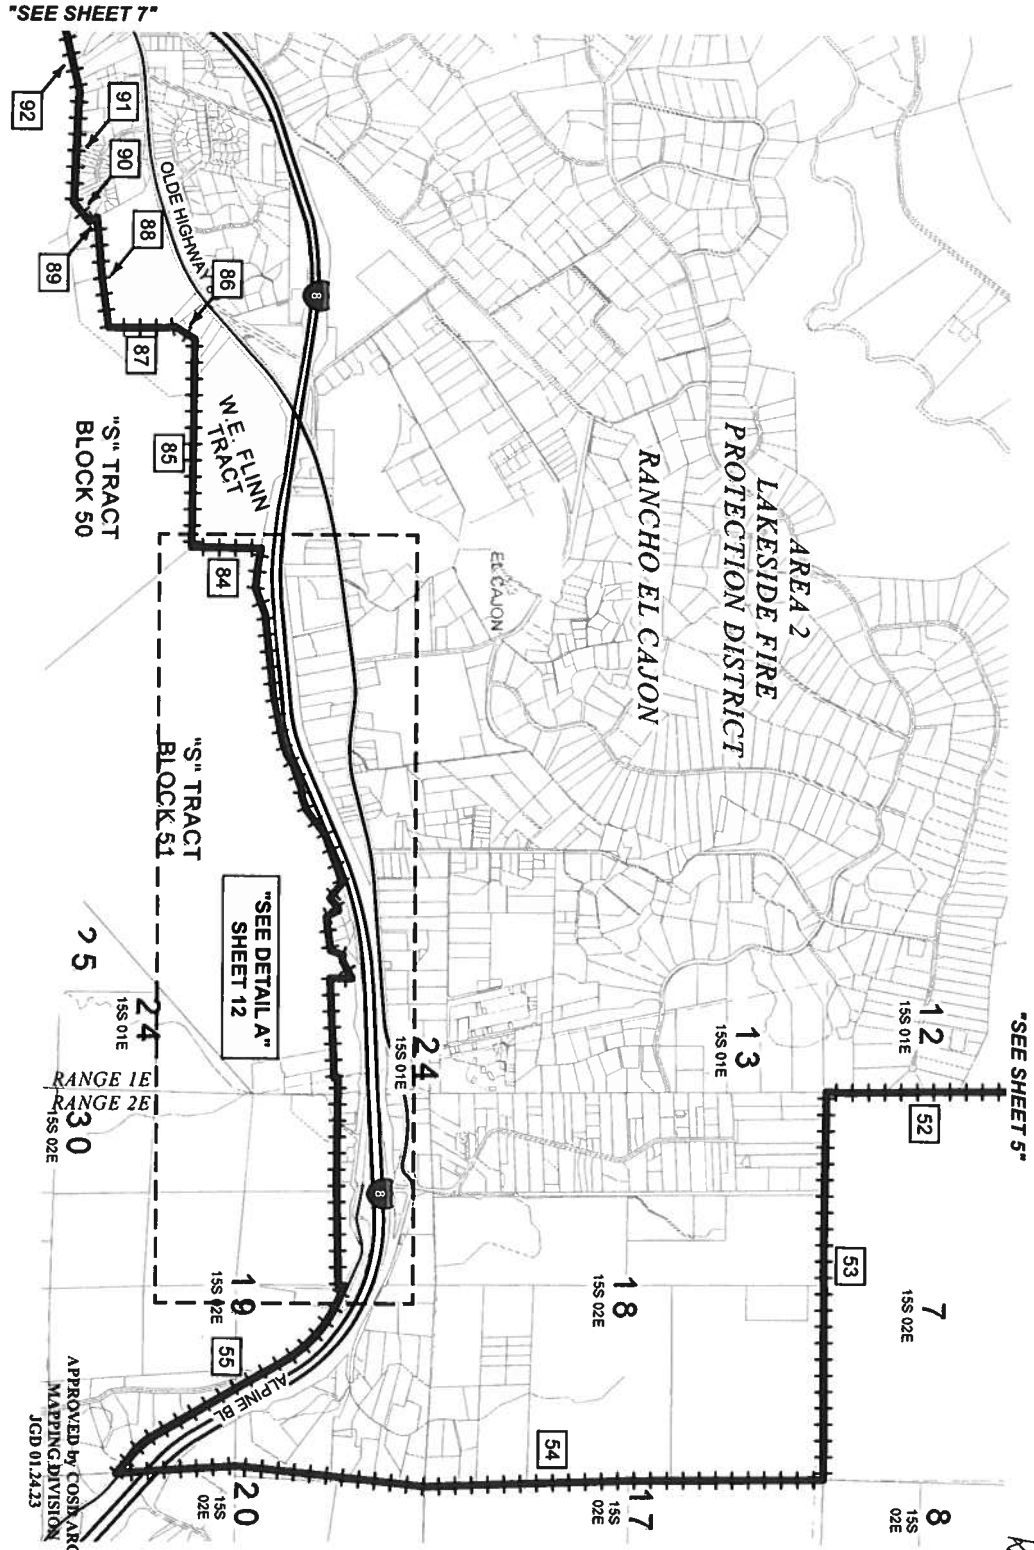 "SEE SHEET 7"
92
91
90
89
88
87
86
85
84
OLDE HIGHWAY
8
W.E. FLINN
TRACT
"S" TRACT
BLOCK 50
"S" TRACT
BLOCK 51
AREA 2
LAKESIDE FIRE
PROTECTION DISTRICT
RANCHO EL CAJON
EL CAJON
"SEE DETAIL A"
SHEET 12
"SEE SHEET 5"
12
15S 01E
13
15S 01E
24
15S 01E
24
15S 01E
25
RANGE 1E
RANGE 2E
30
15S 02E
52
53
54
55
7
15S 02E
18
15S 02E
19
15S 02E
8
15S
02E
17
15S
02E
20
15S
02E
8
ALPINE BL
APPROVED by COSD
MAPPING DIVISION
JGD 01.24.23